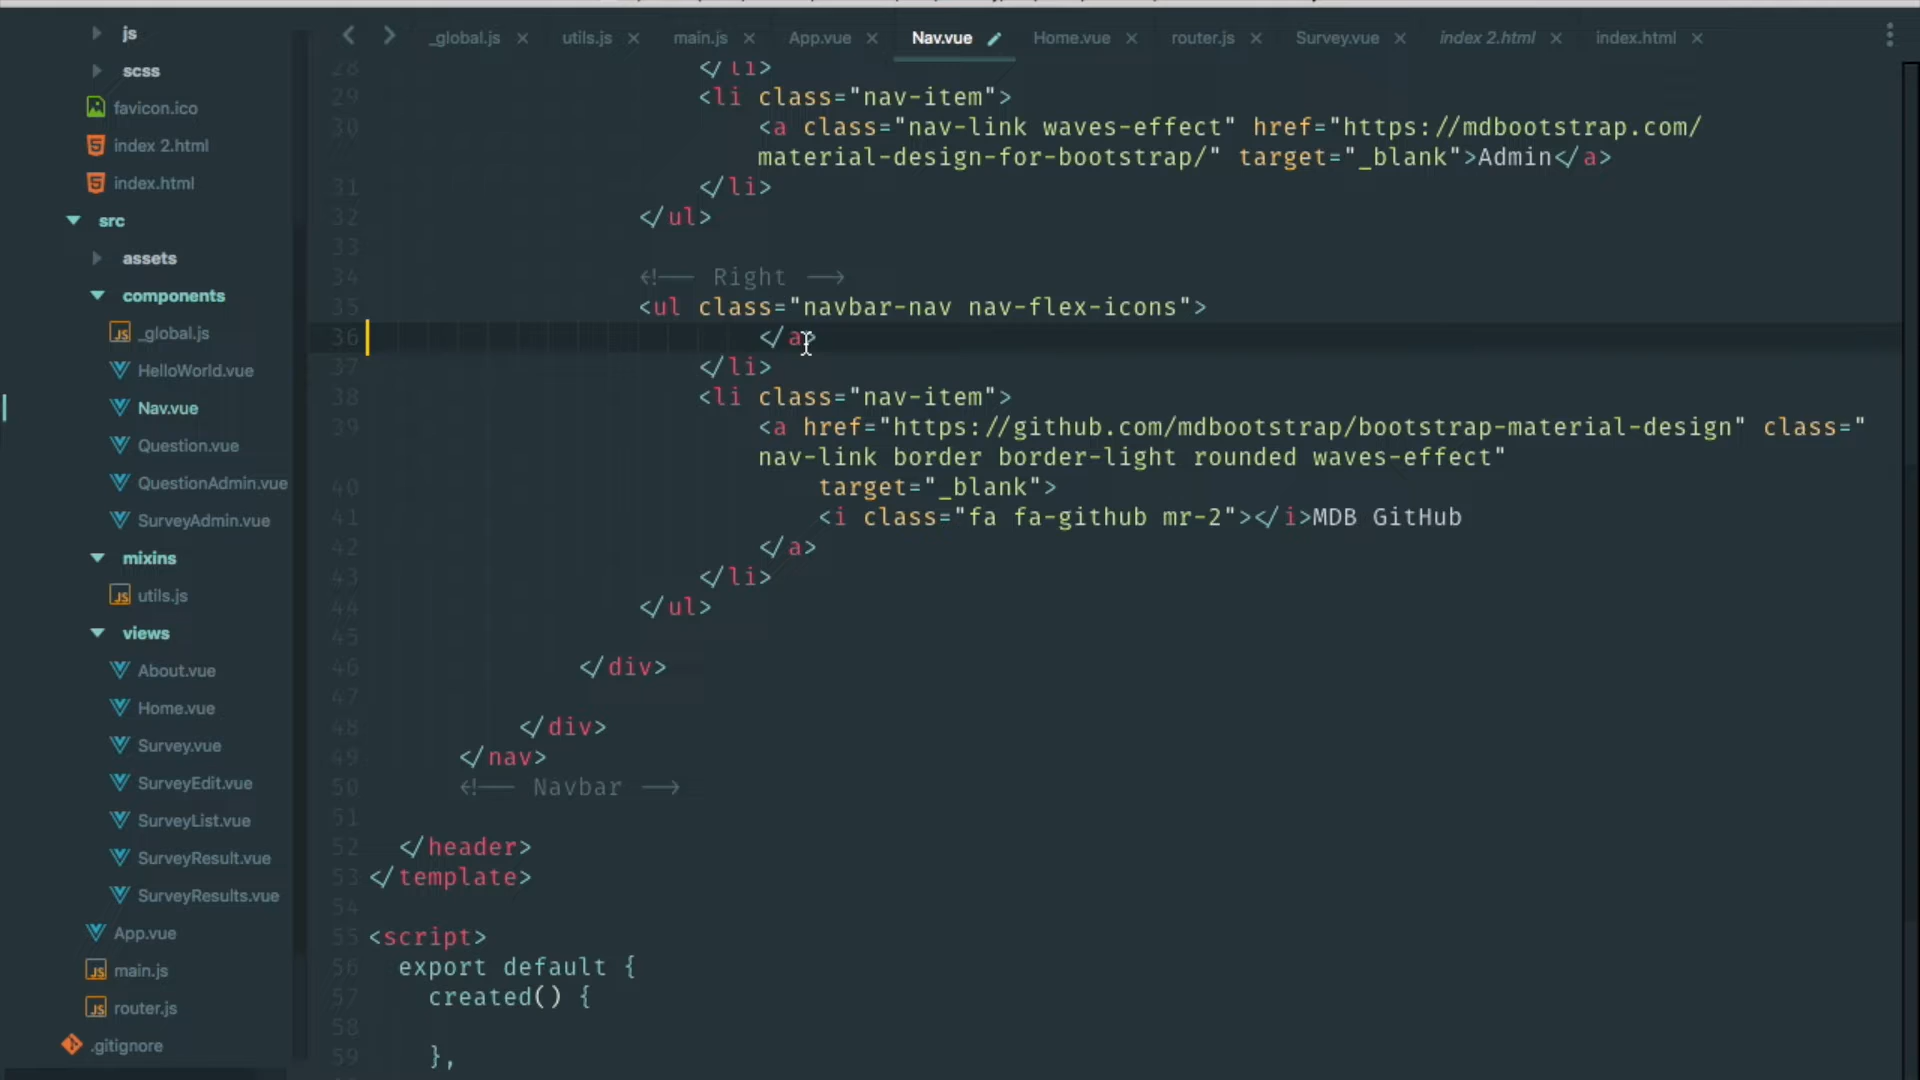 js
scss
favicon.ico
index 2.html
index.html
src
assets
components
_global.js
HelloWorld.vue
Nav.vue
Question.vue
QuestionAdmin.vue
SurveyAdmin.vue
mixins
utils.js
views
About.vue
Home.vue
Survey.vue
SurveyEdit.vue
SurveyList.vue
SurveyResult.vue
SurveyResults.vue
App.vue
main.js
router.js
.gitignore
_global.js utils.js main.js App.vue Nav.vue Home.vue router.js Survey.vue index 2.html index.html
28 </li>
29 <li class="nav-item">
30 <a class="nav-link waves-effect" href="https://mdbootstrap.com/
material-design-for-bootstrap/" target="_blank">Admin</a>
31 </li>
32 </ul>
33
34 <!-- Right -->
35 <ul class="navbar-nav nav-flex-icons">
36 </a>
37 </li>
38 <li class="nav-item">
39 <a href="https://github.com/mdbootstrap/bootstrap-material-design" class="
nav-link border border-light rounded waves-effect"
40 target="_blank">
41 <i class="fa fa-github mr-2"></i>MDB GitHub
42 </a>
43 </li>
44 </ul>
45
46 </div>
47
48 </div>
49 </nav>
50 <!-- Navbar -->
51
52 </header>
53 </template>
54
55 <script>
56 export default {
57 created() {
58
59 },